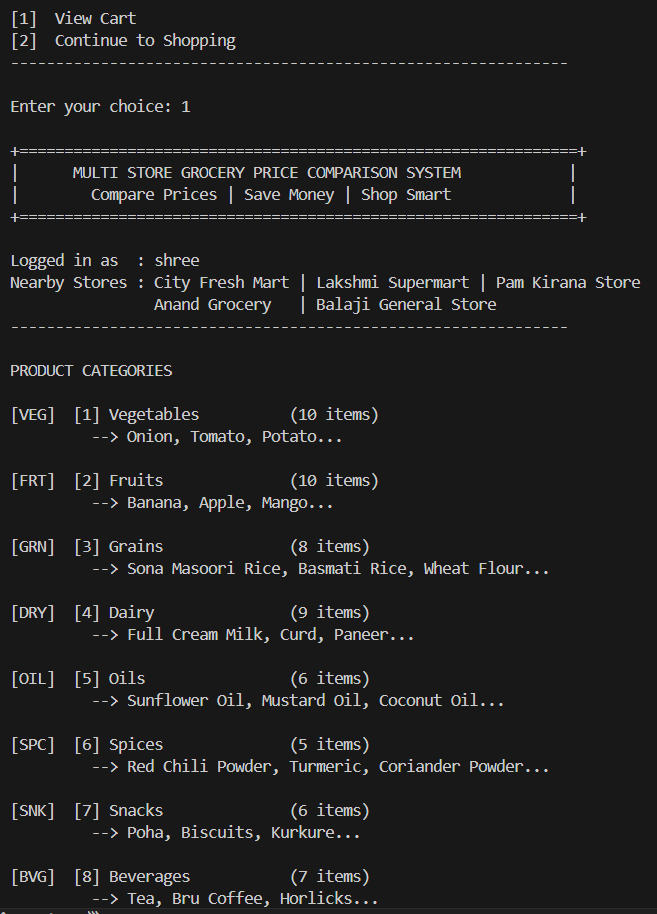 [1]  View Cart
[2]  Continue to Shopping
--------------------------------------------------------------
Enter your choice: 1
+==============================================================+
|      MULTI STORE GROCERY PRICE COMPARISON SYSTEM            |
|        Compare Prices | Save Money | Shop Smart             |
+==============================================================+
Logged in as  : shree
Nearby Stores : City Fresh Mart | Lakshmi Supermart | Pam Kirana Store
                Anand Grocery   | Balaji General Store
--------------------------------------------------------------
PRODUCT CATEGORIES
[VEG]  [1] Vegetables          (10 items)
         --> Onion, Tomato, Potato...
[FRT]  [2] Fruits              (10 items)
         --> Banana, Apple, Mango...
[GRN]  [3] Grains              (8 items)
         --> Sona Masoori Rice, Basmati Rice, Wheat Flour...
[DRY]  [4] Dairy               (9 items)
         --> Full Cream Milk, Curd, Paneer...
[OIL]  [5] Oils                (6 items)
         --> Sunflower Oil, Mustard Oil, Coconut Oil...
[SPC]  [6] Spices              (5 items)
         --> Red Chili Powder, Turmeric, Coriander Powder...
[SNK]  [7] Snacks              (6 items)
         --> Poha, Biscuits, Kurkure...
[BVG]  [8] Beverages           (7 items)
         --> Tea, Bru Coffee, Horlicks...